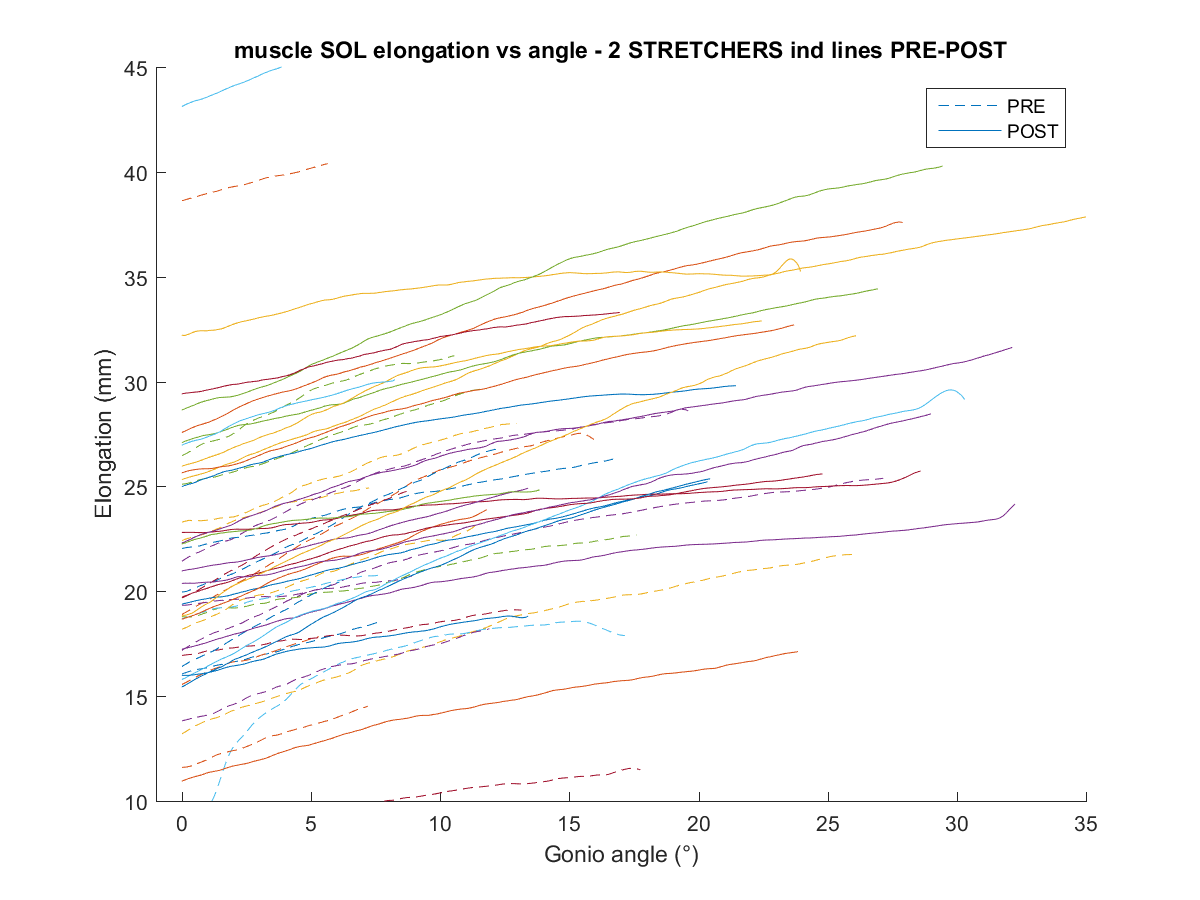 muscle SOL elongation vs angle - 2 STRETCHERS ind lines PRE-POST
PRE
POST
45
40
35
30
25
20
15
10
Elongation (mm)
0 5 10 15 20 25 30 35
Gonio angle (°)